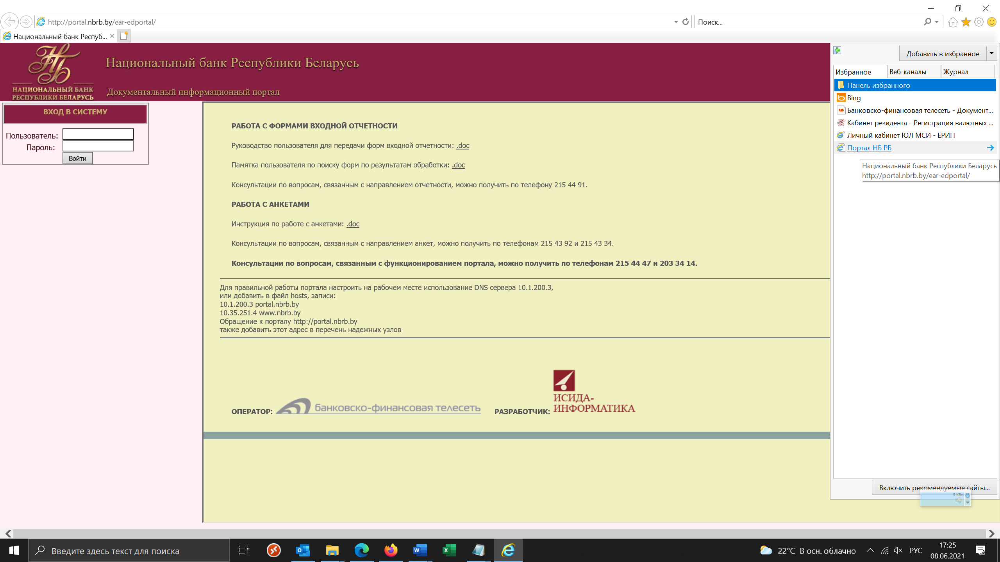 http://portal.nbrb.by/ear-edportal/
Поиск...
Национальный банк Респуб...
НАЦИОНАЛЬНЫЙ БАНК
РЕСПУБЛИКИ БЕЛАРУСЬ
Национальный банк Республики Беларусь
Документальный информационный портал
ВХОД В СИСТЕМУ
Пользователь:
Пароль:
Войти
РАБОТА С ФОРМАМИ ВХОДНОЙ ОТЧЕТНОСТИ
Руководство пользователя для передачи форм входной отчетности: .doc
Памятка пользователя по поиску форм по результатам обработки: .doc
Консультации по вопросам, связанным с направлением отчетности, можно получить по телефону 215 44 91.
РАБОТА С АНКЕТАМИ
Инструкция по работе с анкетами: .doc
Консультации по вопросам, связанным с направлением анкет, можно получить по телефонам 215 43 92 и 215 43 34.
Консультации по вопросам, связанным с функционированием портала, можно получить по телефонам 215 44 47 и 203 34 14.
Для правильной работы портала настроить на рабочем месте использование DNS сервера 10.1.200.3,
или добавить в файл hosts, записи:
10.1.200.3 portal.nbrb.by
10.35.251.4 www.nbrb.by
Обращение к порталу http://portal.nbrb.by
также добавить этот адрес в перечень надежных узлов
ОПЕРАТОР: банковско-финансовая телесеть РАЗРАБОТЧИК: ИСИДА-
ИНФОРМАТИКА
Добавить в избранное
Избранное Веб-каналы Журнал
Панель избранного
Bing
Банковско-финансовая телесеть - Документ...
Кабинет резидента - Регистрация валютных ...
Личный кабинет ЮЛ МСИ - ЕРИП
Портал НБ РБ
Национальный банк Республики Беларусь
http://portal.nbrb.by/ear-edportal/
Включить рекомендуемые сайты...
5 KB/s
Введите здесь текст для поиска
22°C В осн. облачно
РУС
17:25
08.06.2021